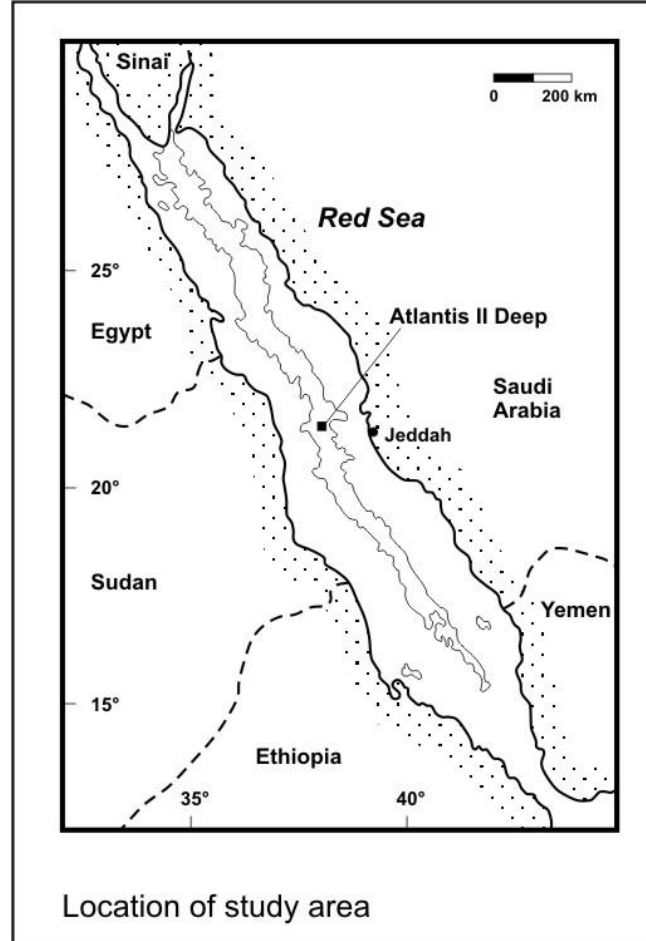 Sinai
0 200 km
Red Sea
25°
Atlantis II Deep
Egypt
Saudi
Arabia
Jeddah
20°
Sudan
Yemen
15°
Ethiopia
35° 40°
Location of study area